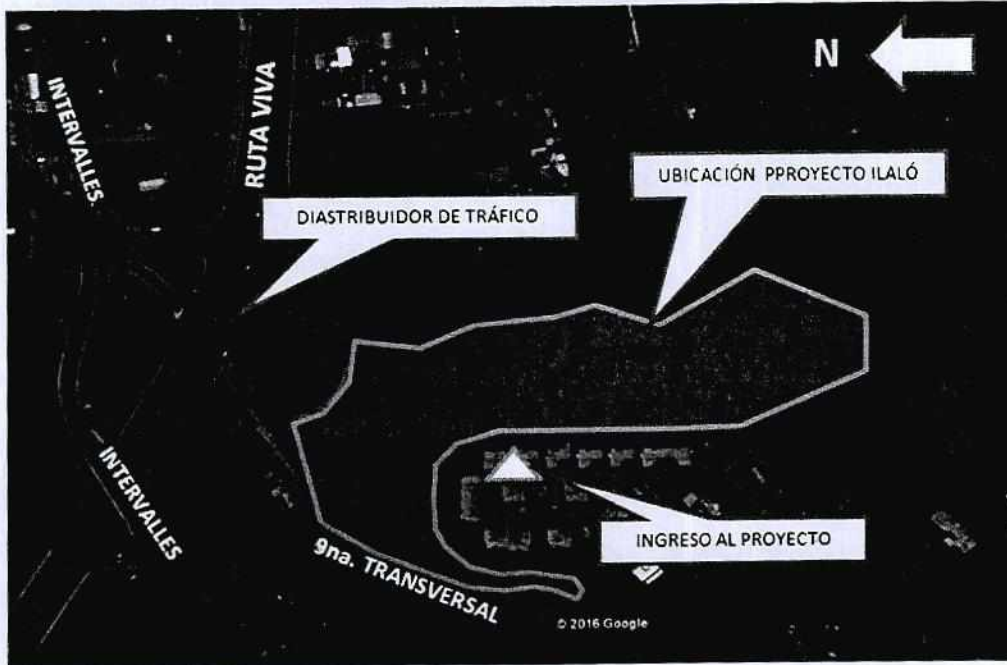 N
INTERVALLES
RUTA VIVA
UBICACIÓN PPROYECTO ILALÓ
DIASTRIBUIDOR DE TRÁFICO
INTERVALLES
9na. TRANSVERSAL
INGRESO AL PROYECTO
© 2016 Google